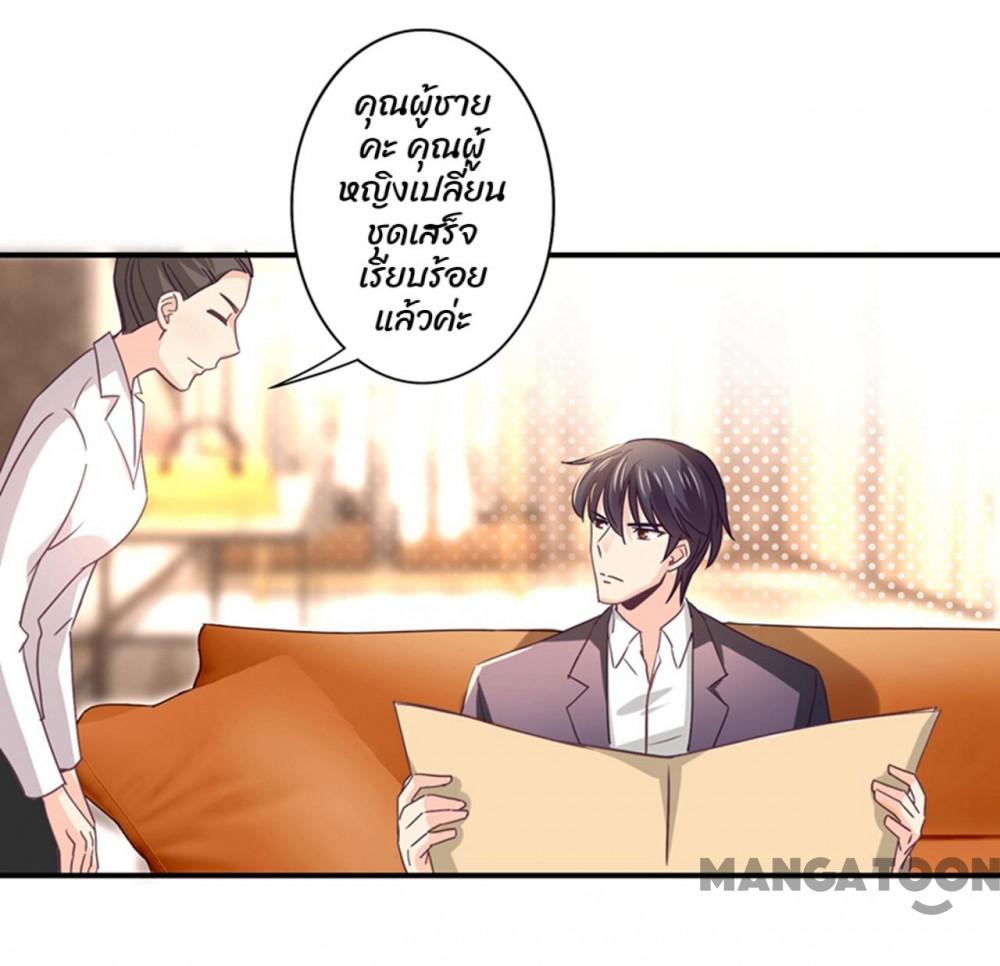 คุณผู้ชาย
คะ คุณผู้
หญิงเปลี่ยน
ชุดเสร็จ
เรียบร้อย
แล้วค่ะ
MANGATOON